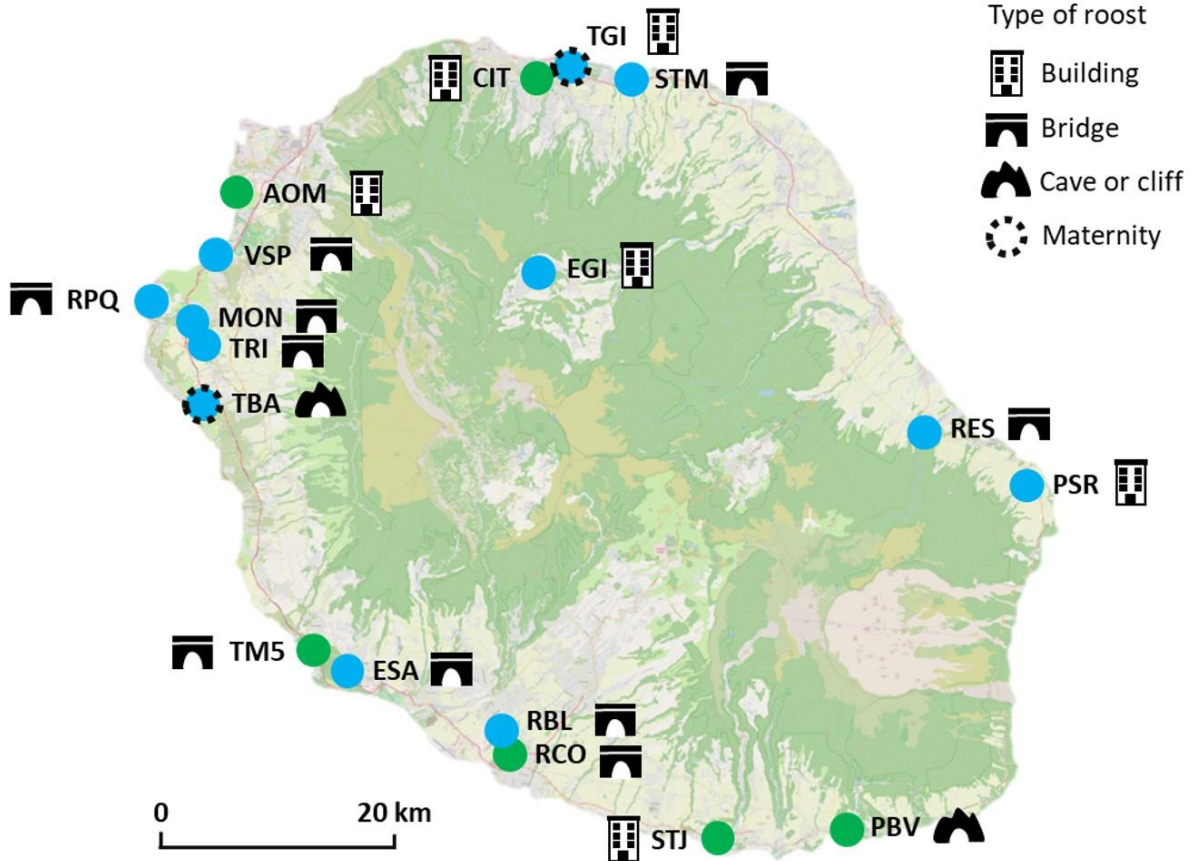 Type of roost
Building
Bridge
Cave or cliff
Maternity
TGI
CIT
STM
AOM
VSP
EGI
RPQ
MON
TRI
TBA
RES
PSR
TM5
ESA
RBL
RCO
0 20 km
STJ
PBV